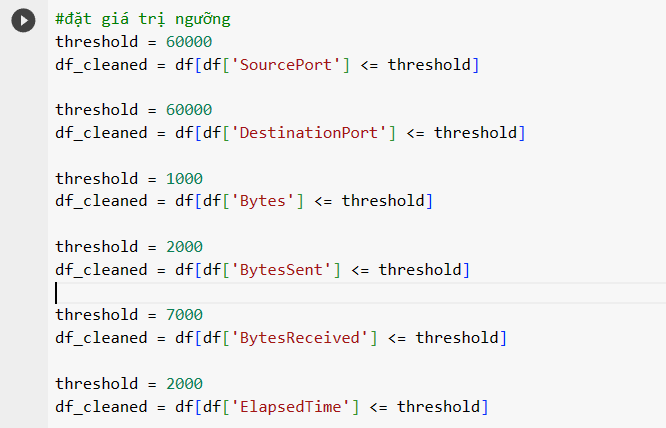 #đặt giá trị ngưỡng
threshold = 60000
df_cleaned = df[df['SourcePort'] <= threshold]
threshold = 60000
df_cleaned = df[df['DestinationPort'] <= threshold]
threshold = 1000
df_cleaned = df[df['Bytes'] <= threshold]
threshold = 2000
df_cleaned = df[df['BytesSent'] <= threshold]
threshold = 7000
df_cleaned = df[df['BytesReceived'] <= threshold]
threshold = 2000
df_cleaned = df[df['ElapsedTime'] <= threshold]